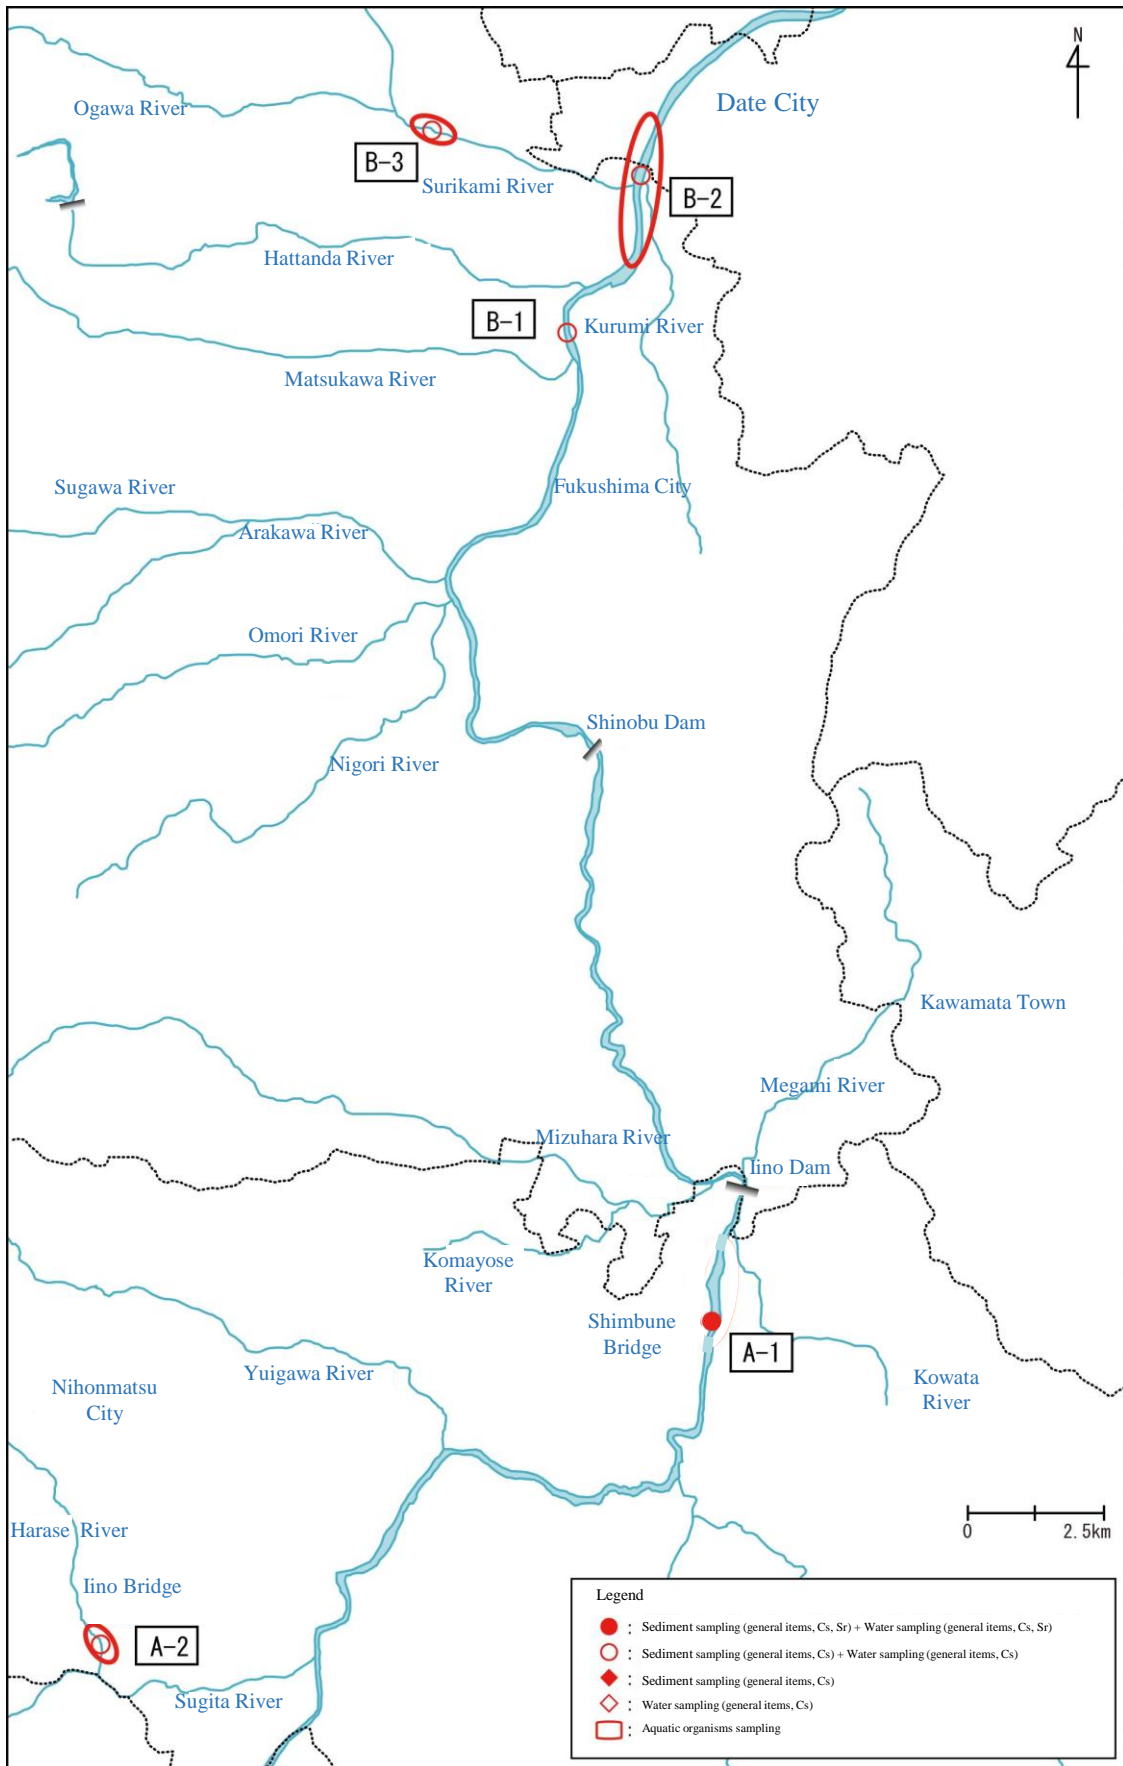 N
Date City
Ogawa River
B-3
Surikami River
B-2
Hattanda River
B-1
Kurumi River
Matsukawa River
Sugawa River
Fukushima City
Arakawa River
Omori River
Shinobu Dam
Nigori River
Kawamata Town
Megami River
Mizuhara River
Iino Dam
Komayose
River
Shimbune
Bridge
A-1
Yuigawa River
Nihonmatsu
City
Kowata
River
0 2.5km
Harase River
Iino Bridge
A-2
Sugita River
Legend
: Sediment sampling (general items, Cs, Sr) + Water sampling (general items, Cs, Sr)
: Sediment sampling (general items, Cs) + Water sampling (general items, Cs)
: Sediment sampling (general items, Cs)
: Water sampling (general items, Cs)
: Aquatic organisms sampling